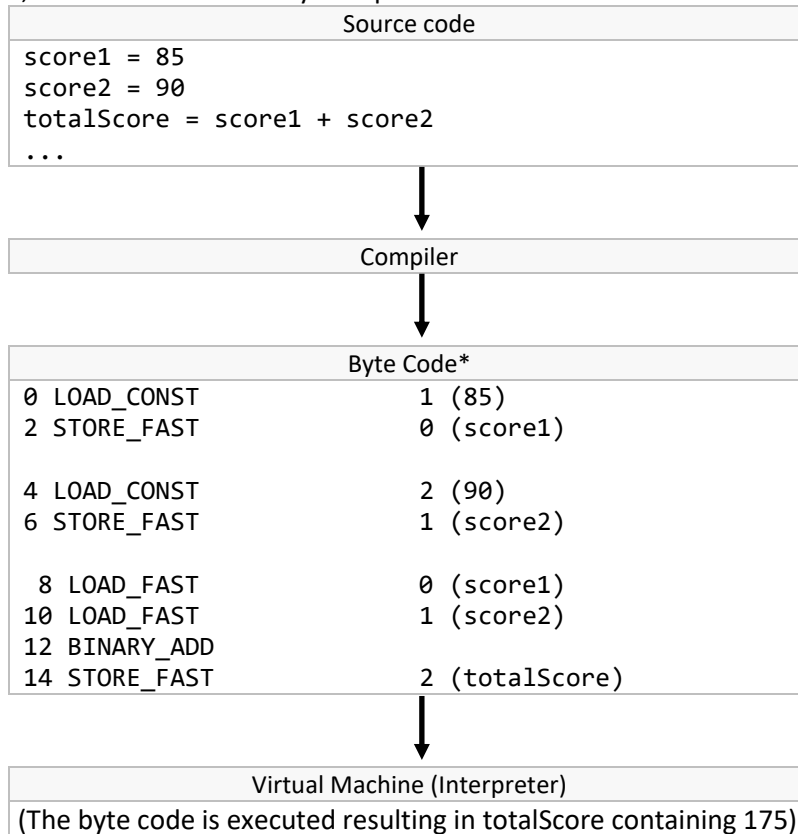 Source code
score1 = 85
score2 = 90
totalScore = score1 + score2
...
Compiler
Byte Code*
0 LOAD_CONST 1 (85)
2 STORE_FAST 0 (score1)
4 LOAD_CONST 2 (90)
6 STORE_FAST 1 (score2)
8 LOAD_FAST 0 (score1)
10 LOAD_FAST 1 (score2)
12 BINARY_ADD
14 STORE_FAST 2 (totalScore)
Virtual Machine (Interpreter)
(The byte code is executed resulting in totalScore containing 175)